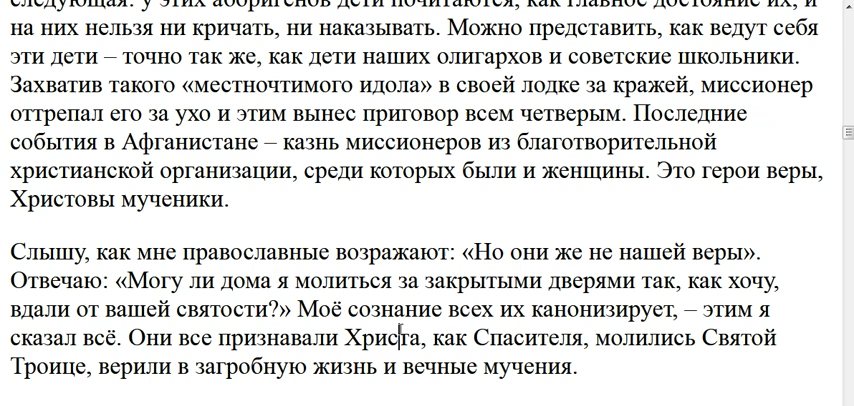 следующая: у этих аборигенов дети почитаются, как главное достояние их, и
на них нельзя ни кричать, ни наказывать. Можно представить, как ведут себя
эти дети – точно так же, как дети наших олигархов и советские школьники.
Захватив такого «местночтимого идола» в своей лодке за кражей, миссионер
оттрепал его за ухо и этим вынес приговор всем четверым. Последние
события в Афганистане – казнь миссионеров из благотворительной
христианской организации, среди которых были и женщины. Это герои веры,
Христовы мученики.
Слышу, как мне православные возражают: «Но они же не нашей веры».
Отвечаю: «Могу ли дома я молиться за закрытыми дверями так, как хочу,
вдали от вашей святости?» Моё сознание всех их канонизирует, – этим я
сказал всё. Они все признавали Христа, как Спасителя, молились Святой
Троице, верили в загробную жизнь и вечные мучения.